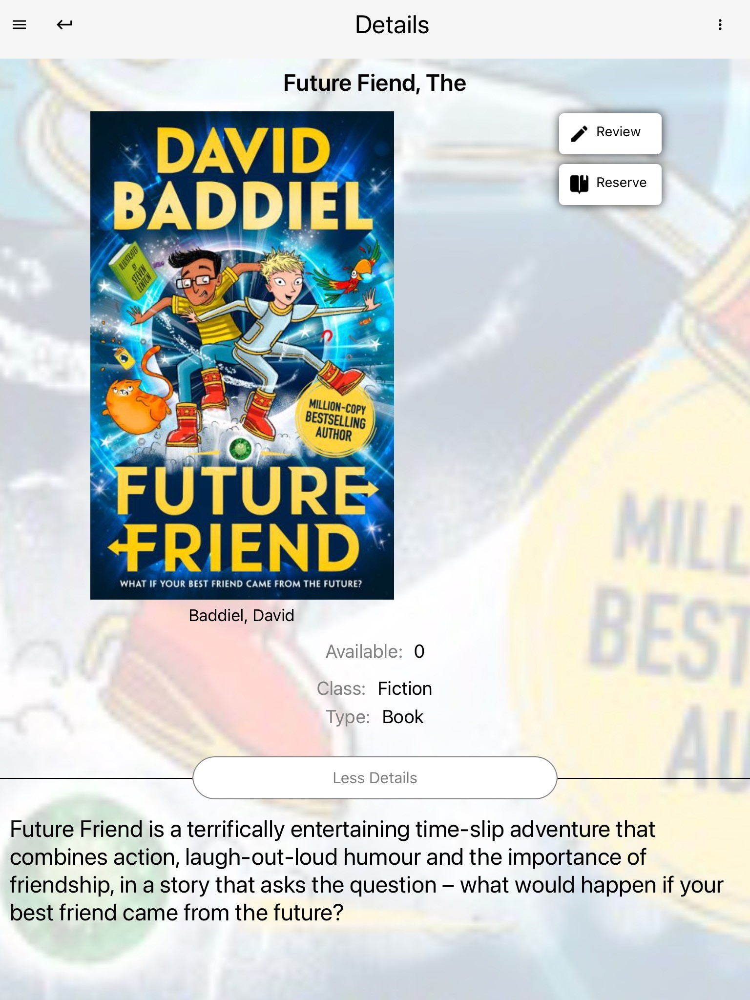 Details
Future Fiend, The
Review
Reserve
DAVID
BADDIEL
ILLUSTRATED
BY
STEVEN
LENTON
MILLION-COPY
BESTSELLING
AUTHOR
FUTURE
FRIEND
WHAT IF YOUR BEST FRIEND CAME FROM THE FUTURE?
Baddiel, David
Available: 0
Class: Fiction
Type: Book
Less Details
Future Friend is a terrifically entertaining time-slip adventure that
combines action, laugh-out-loud humour and the importance of
friendship, in a story that asks the question – what would happen if your
best friend came from the future?
MILL
BEST
AU